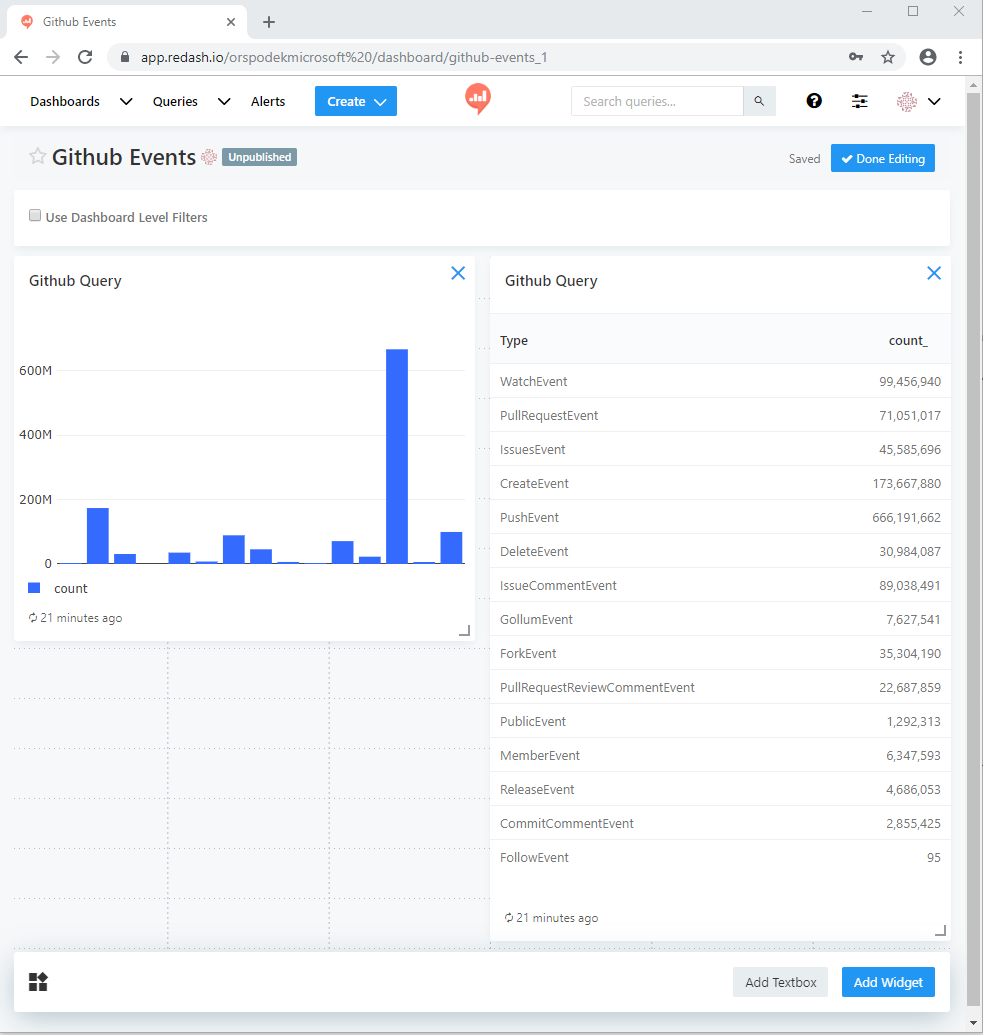 Github Events
app.redash.io/orspodekmicrosoft%20/dashboard/github-events_1
Dashboards Queries Alerts Create Search queries...
Github Events Unpublished Saved Done Editing
Use Dashboard Level Filters
Github Query
600M
400M
200M
0
count
21 minutes ago
Github Query
Type count_
WatchEvent 99,456,940
PullRequestEvent 71,051,017
IssuesEvent 45,585,696
CreateEvent 173,667,880
PushEvent 666,191,662
DeleteEvent 30,984,087
IssueCommentEvent 89,038,491
GollumEvent 7,627,541
ForkEvent 35,304,190
PullRequestReviewCommentEvent 22,687,859
PublicEvent 1,292,313
MemberEvent 6,347,593
ReleaseEvent 4,686,053
CommitCommentEvent 2,855,425
FollowEvent 95
21 minutes ago
Add Textbox Add Widget